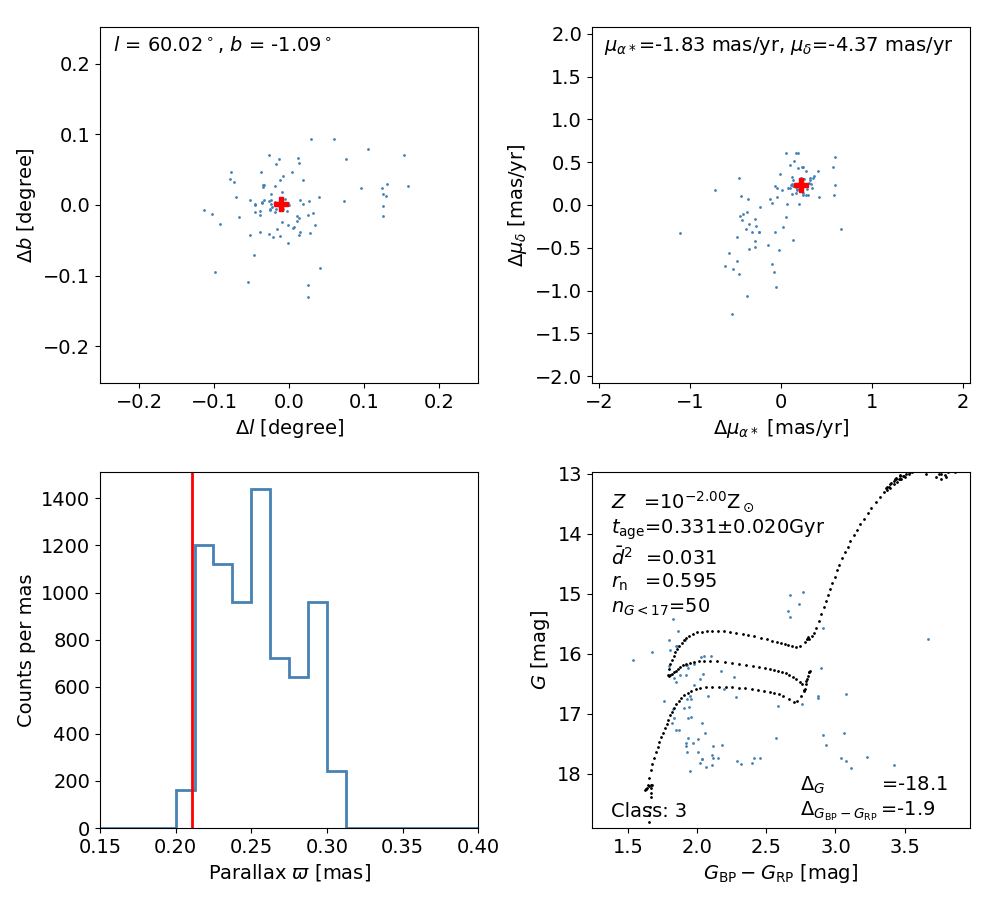 l = 60.02°, b = -1.09°
0.2
0.1
0.0
−0.1
−0.2
Δb [degree]
−0.2 −0.1 0.0 0.1 0.2
Δl [degree]
μα*=-1.83 mas/yr, μδ=-4.37 mas/yr
2.0
1.5
1.0
0.5
0.0
−0.5
−1.0
−1.5
−2.0
Δμδ [mas/yr]
−2 −1 0 1 2
Δμα* [mas/yr]
1400
1200
1000
800
600
400
200
0
Counts per mas
0.15 0.20 0.25 0.30 0.35 0.40
Parallax ϖ [mas]
13
14
15
16
17
18
G [mag]
Z =10^−2.00 Z⊙
tage=0.331±0.020Gyr
d̄² =0.031
rn =0.595
nG<17=50
ΔG =-18.1
ΔGBP−GRP=-1.9
Class: 3
1.5 2.0 2.5 3.0 3.5
GBP − GRP [mag]